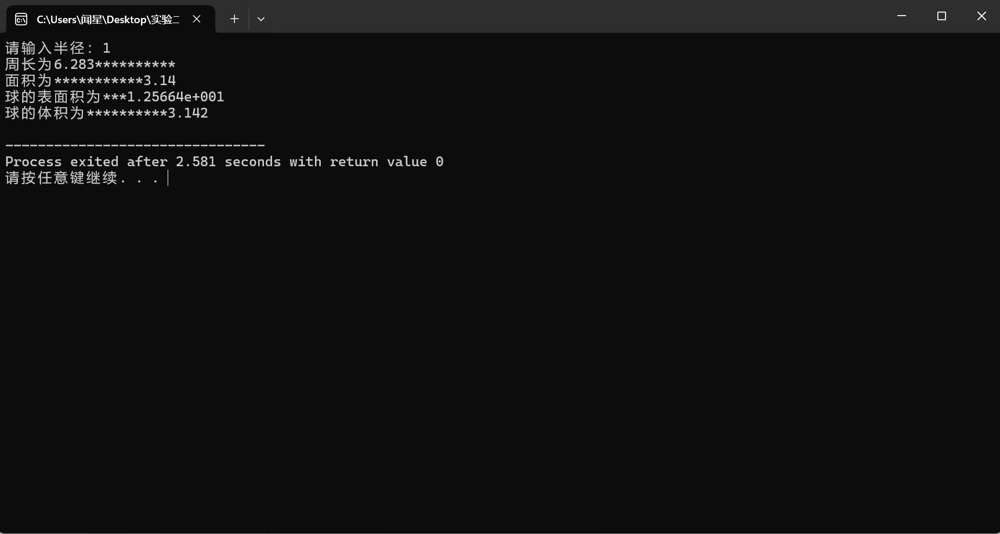 C:\Users\闻星\Desktop\实验二
请输入半径：1
周长为6.283**********
面积为***********3.14
球的表面积为***1.25664e+001
球的体积为**********3.142
--------------------------------
Process exited after 2.581 seconds with return value 0
请按任意键继续. . .